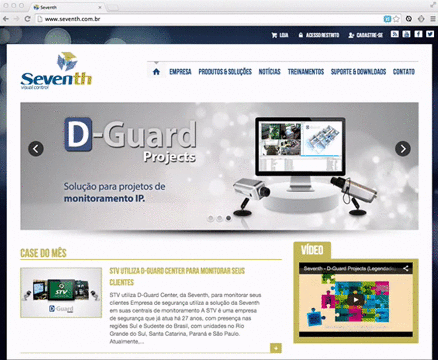 Seventh
www.seventh.com.br
LOJA
ACESSO RESTRITO
CADASTRE-SE
Seventh
visual control
EMPRESA PRODUTOS & SOLUÇÕES NOTÍCIAS TREINAMENTOS SUPORTE & DOWNLOADS CONTATO
D-Guard
Projects
Solução para projetos de
monitoramento IP.
CASE DO MÊS
STV UTILIZA D-GUARD CENTER PARA MONITORAR SEUS
CLIENTES
STV utiliza D-Guard Center, da Seventh, para monitorar seus
clientes Empresa de segurança utiliza a solução da Seventh
em suas centrais de monitoramento A STV é uma empresa
de segurança que já atua há 27 anos, com presença nas
regiões Sul e Sudeste do Brasil, com unidades no Rio
Grande do Sul, Santa Catarina, Paraná e São Paulo.
Atualmente,...
STV
D-Guard
VÍDEO
Seventh - D-Guard Projects (Legendado